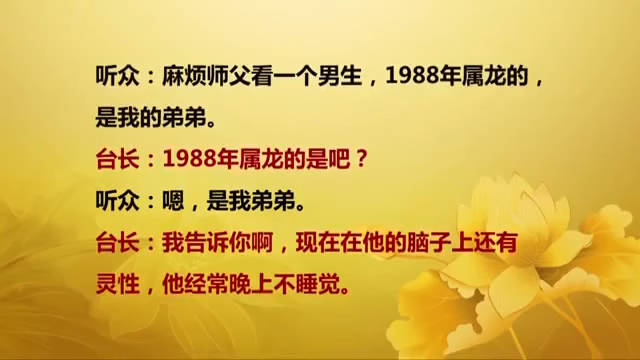 听众：麻烦师父看一个男生，1988年属龙的，
是我的弟弟。
台长：1988年属龙的是吧？
听众：嗯，是我弟弟。
台长：我告诉你啊，现在在他的脑子上还有
灵性，他经常晚上不睡觉。